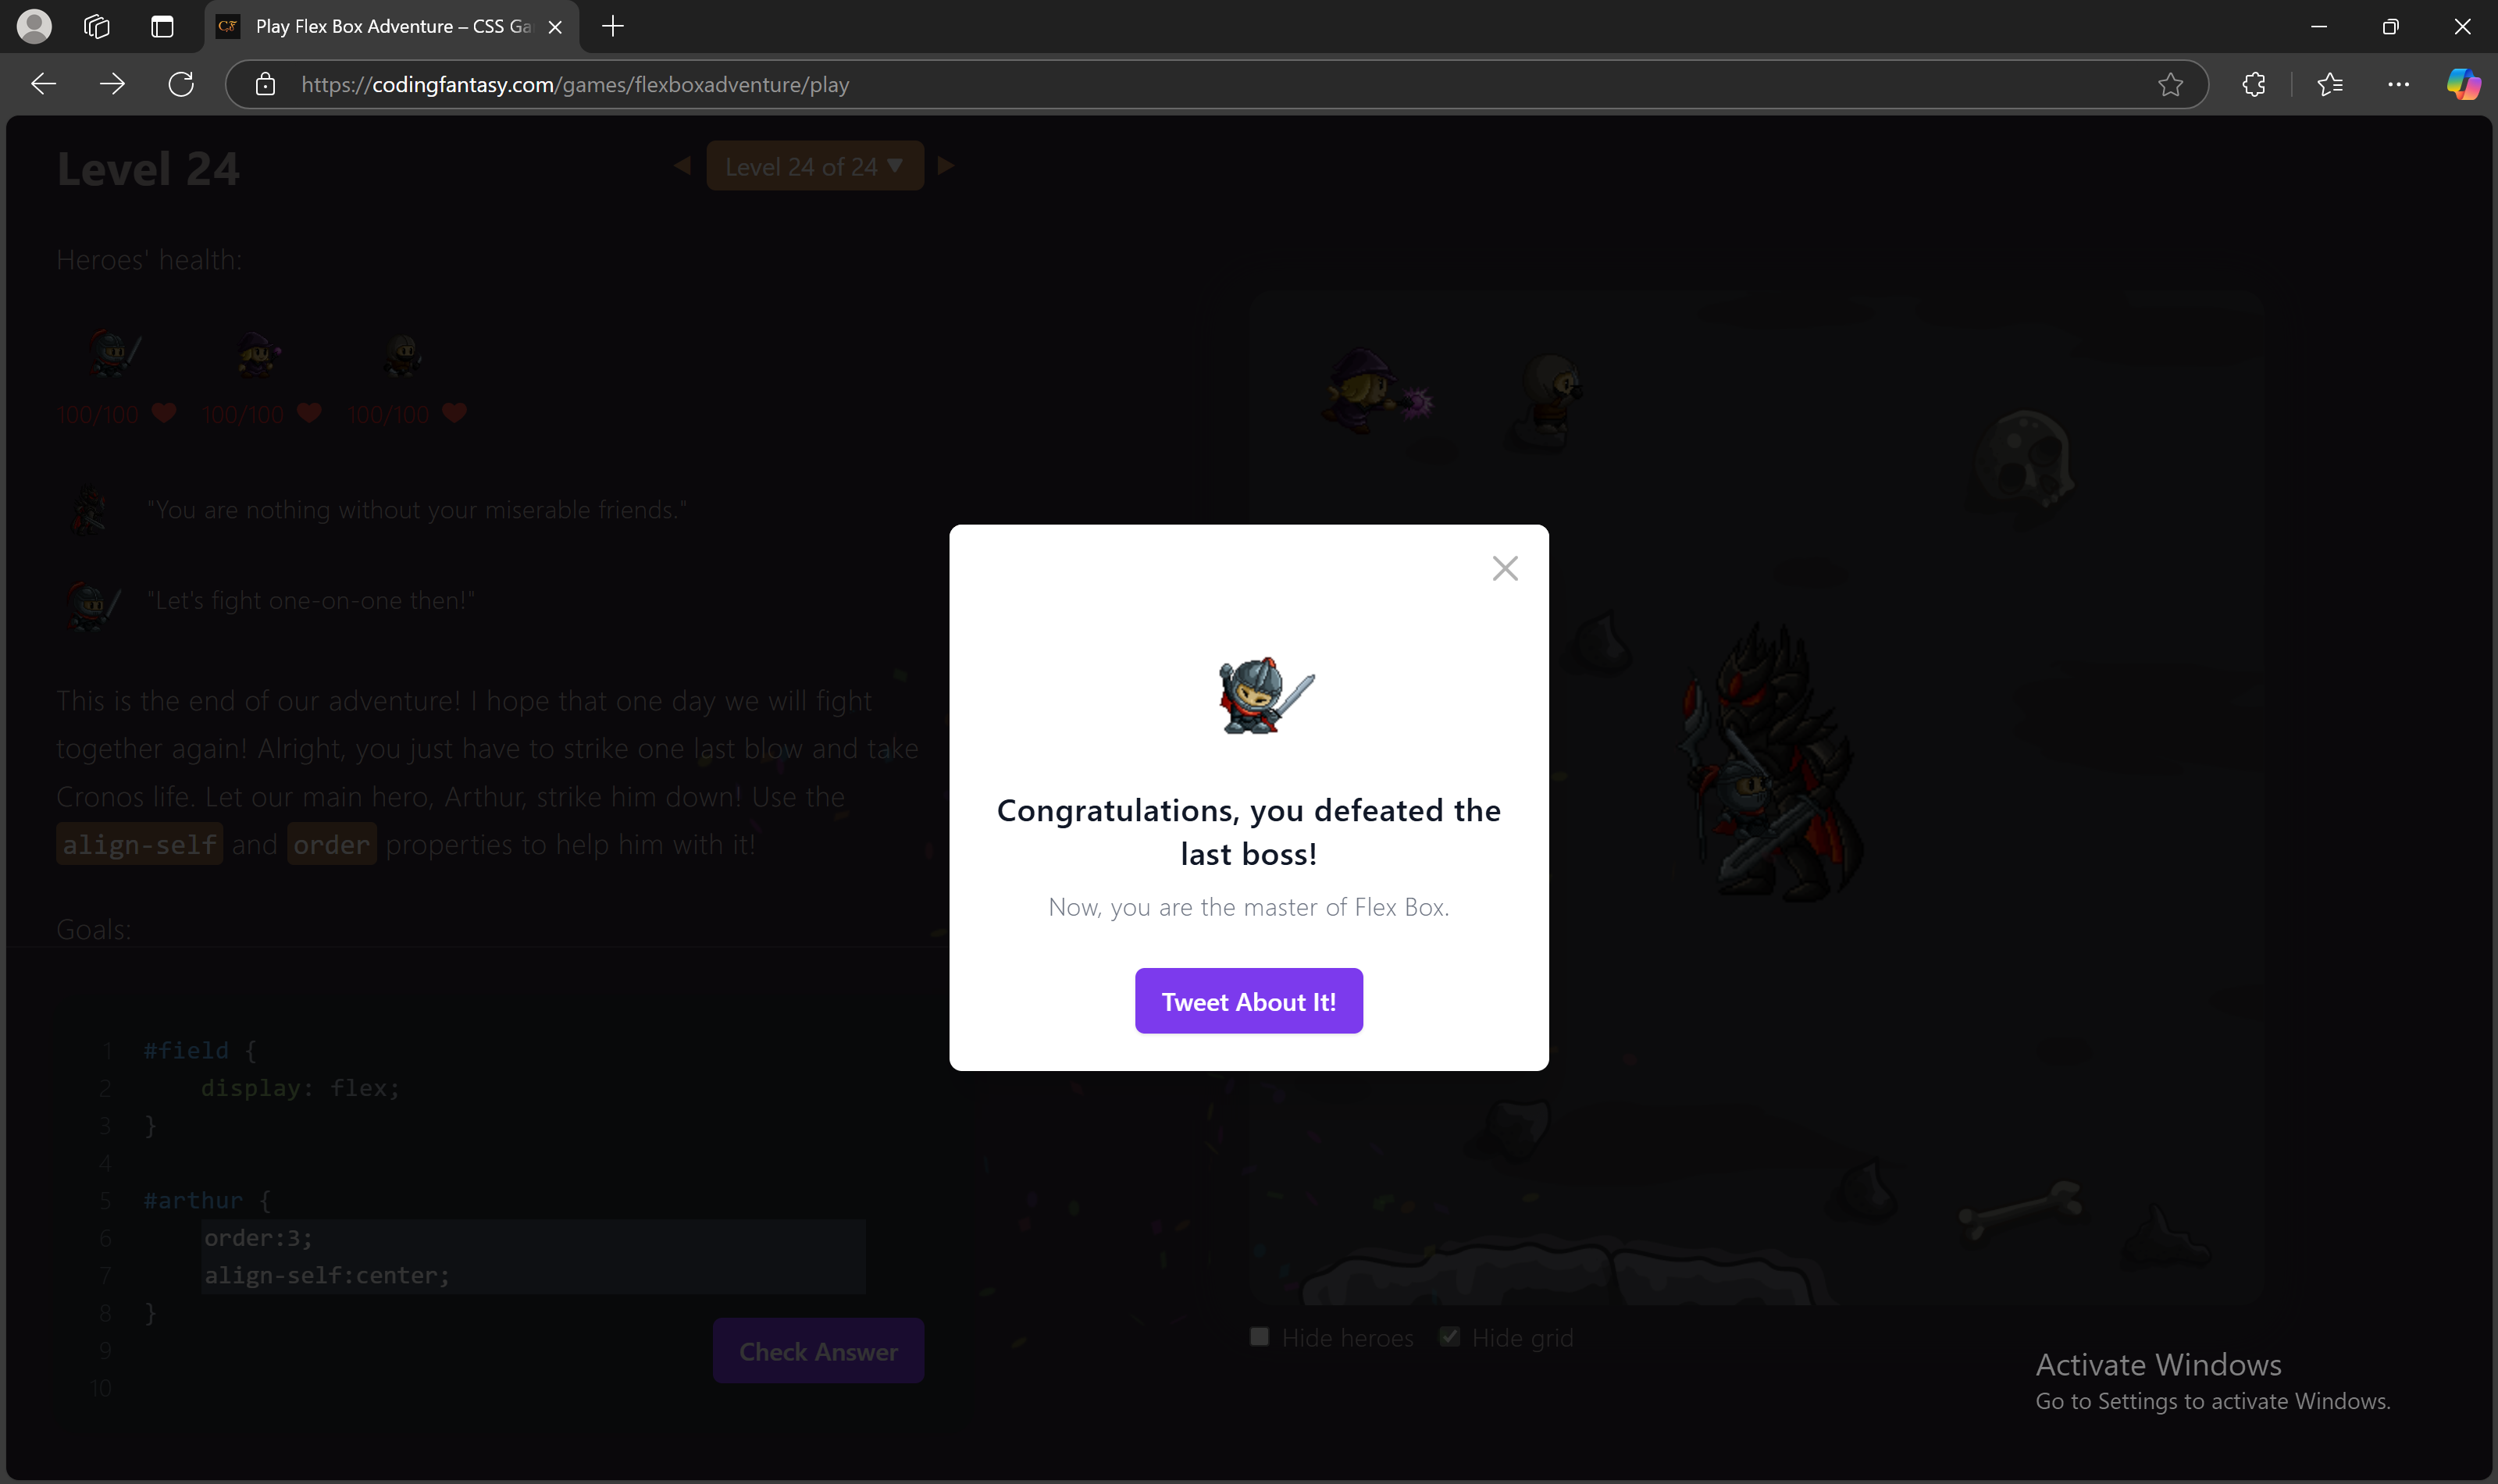 Play Flex Box Adventure – CSS Ga
https://codingfantasy.com/games/flexboxadventure/play
Level 24
Level 24 of 24 ▼
Heroes' health:
100/100 100/100 100/100
"You are nothing without your miserable friends."
"Let's fight one-on-one then!"
This is the end of our adventure! I hope that one day we will fight
together again! Alright, you just have to strike one last blow and take
Cronos life. Let our main hero, Arthur, strike him down! Use the
align-self and order properties to help him with it!
Goals:
1 #field {
2 display: flex;
3 }
4
5 #arthur {
6 order:3;
7 align-self:center;
8 }
9
10
Check Answer
Congratulations, you defeated the
last boss!
Now, you are the master of Flex Box.
Tweet About It!
Hide heroes Hide grid
Activate Windows
Go to Settings to activate Windows.